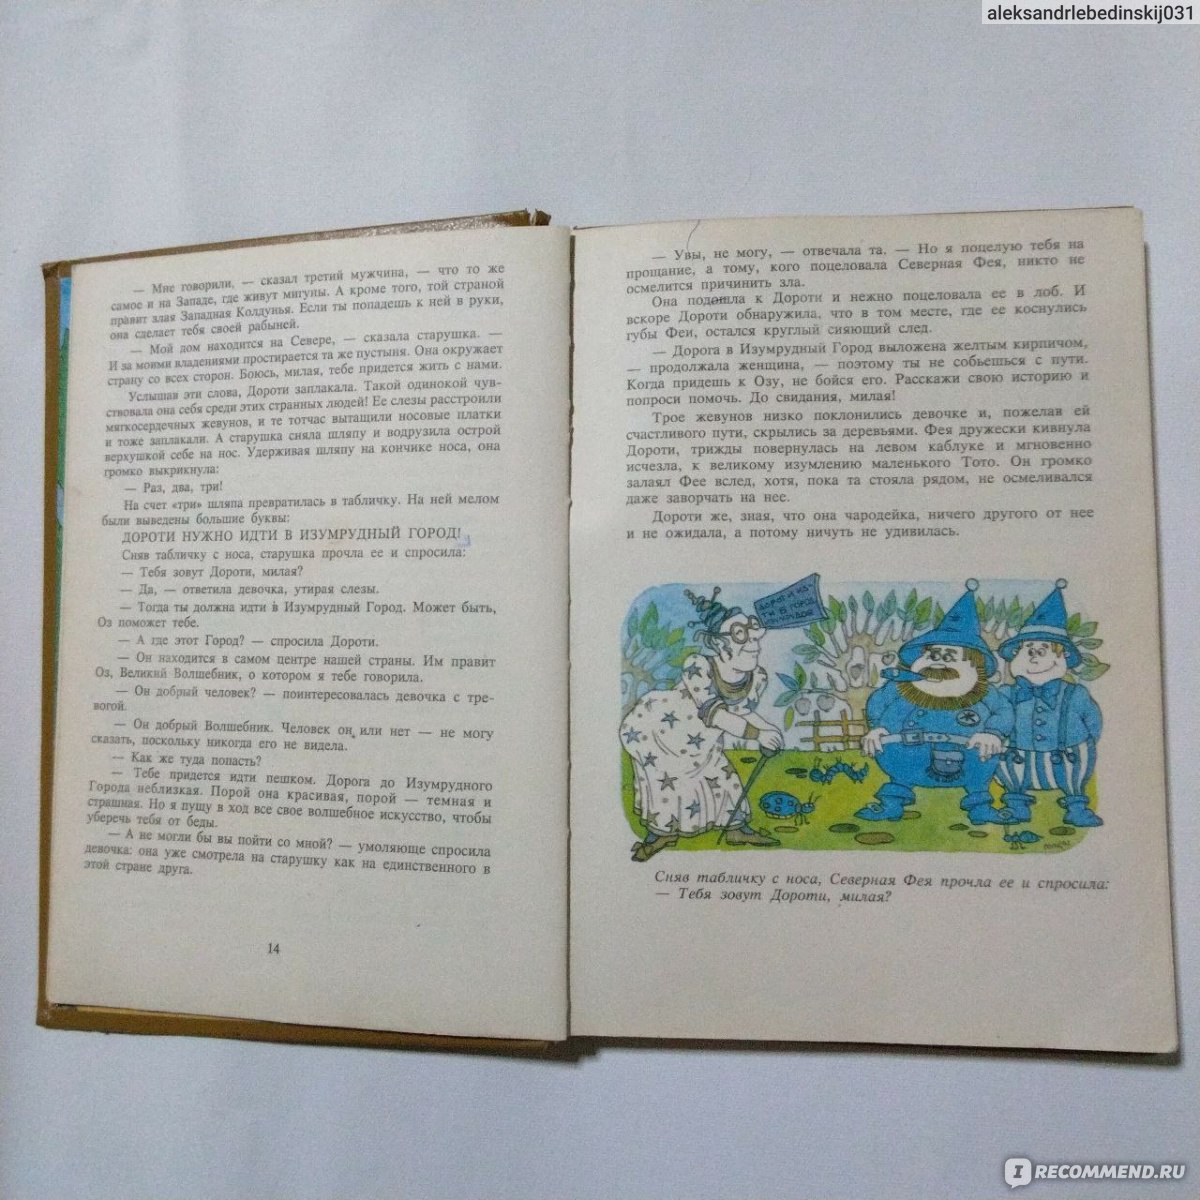 aleksandrlebedinskij031
— Мне говорили, — сказал третий мужчина, — что то же
самое и на Западе, где живут мигуны. А кроме того, той страной
правит злая Западная Колдунья. Если ты попадешь к ней в руки,
она сделает тебя своей рабыней.
— Мой дом находится на Севере, — сказала старушка. —
И за моими владениями простирается та же пустыня. Она окружает
страну со всех сторон. Боюсь, милая, тебе придется жить с нами.
Услышав эти слова, Дороти заплакала. Такой одинокой чув-
ствовала она себя среди этих странных людей! Ее слезы расстроили
мягкосердечных жевунов, и те тотчас вытащили носовые платки
и тоже заплакали. А старушка сняла шляпу и водрузила острой
верхушкой себе на нос. Удерживая шляпу на кончике носа, она
громко выкрикнула:
— Раз, два, три!
На счет «три» шляпа превратилась в табличку. На ней мелом
были выведены большие буквы:
ДОРОТИ НУЖНО ИДТИ В ИЗУМРУДНЫЙ ГОРОД!
Сняв табличку с носа, старушка прочла ее и спросила:
— Тебя зовут Дороти, милая?
— Да, — ответила девочка, утирая слезы.
— Тогда ты должна идти в Изумрудный Город. Может быть,
Оз поможет тебе.
— А где этот Город? — спросила Дороти.
— Он находится в самом центре нашей страны. Им правит
Оз, Великий Волшебник, о котором я тебе говорила.
— Он добрый человек? — поинтересовалась девочка с тре-
вогой.
— Он добрый Волшебник. Человек он или нет — не могу
сказать, поскольку никогда его не видела.
— Как же туда попасть?
— Тебе придется идти пешком. Дорога до Изумрудного
Города неблизкая. Порой она красивая, порой — темная и
страшная. Но я пущу в ход все свое волшебное искусство, чтобы
уберечь тебя от беды.
— А не могли бы вы пойти со мной? — умоляюще спросила
девочка: она уже смотрела на старушку как на единственного в
этой стране друга.
14
— Увы, не могу, — отвечала та. — Но я поцелую тебя на
прощание, а тому, кого поцеловала Северная Фея, никто не
осмелится причинить зла.
Она подошла к Дороти и нежно поцеловала ее в лоб. И
вскоре Дороти обнаружила, что в том месте, где ее коснулись
губы Феи, остался круглый сияющий след.
— Дорога в Изумрудный Город выложена желтым кирпичом,
— продолжала женщина, — поэтому ты не собьешься с пути.
Когда придешь к Озу, не бойся его. Расскажи свою историю и
попроси помочь. До свидания, милая!
Трое жевунов низко поклонились девочке и, пожелав ей
счастливого пути, скрылись за деревьями. Фея дружески кивнула
Дороти, трижды повернулась на левом каблуке и мгновенно
исчезла, к великому изумлению маленького Тото. Он громко
залаял Фее вслед, хотя, пока та стояла рядом, не осмеливался
даже заворчать на нее.
Дороти же, зная, что она чародейка, ничего другого от нее
и не ожидала, а потому ничуть не удивилась.
Сняв табличку с носа, Северная Фея прочла ее и спросила:
— Тебя зовут Дороти, милая?
IRECOMMEND.RU